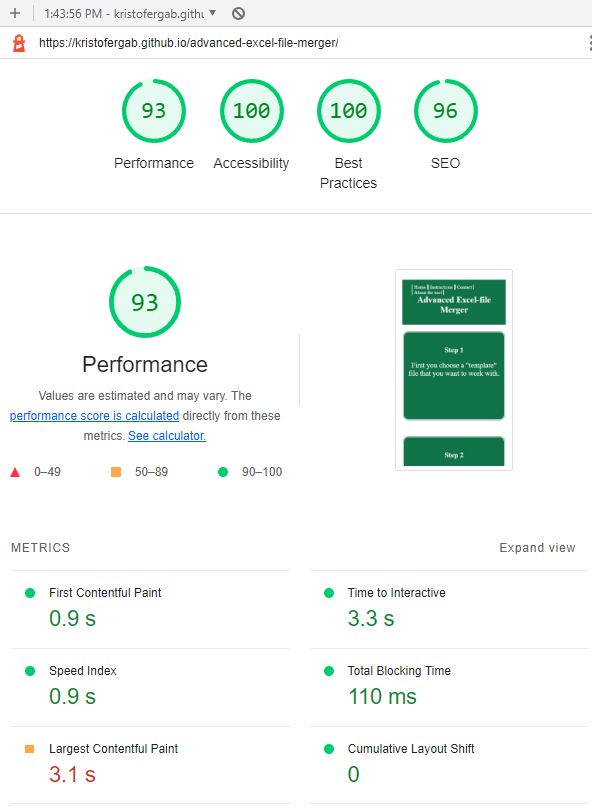 1:43:56 PM - kristofergab.githu
https://kristofergab.github.io/advanced-excel-file-merger/
93
100
100
96
Performance
Accessibility
Best
Practices
SEO
93
Performance
Values are estimated and may vary. The
performance score is calculated directly from these
metrics. See calculator.
0–49
50–89
90–100
| Home | Instructions | Contact |
| About the tool |
Advanced Excel-file
Merger
Step 1
First you choose a "template"
file that you want to work with.
Step 2
METRICS
Expand view
First Contentful Paint
0.9 s
Time to Interactive
3.3 s
Speed Index
0.9 s
Total Blocking Time
110 ms
Largest Contentful Paint
3.1 s
Cumulative Layout Shift
0